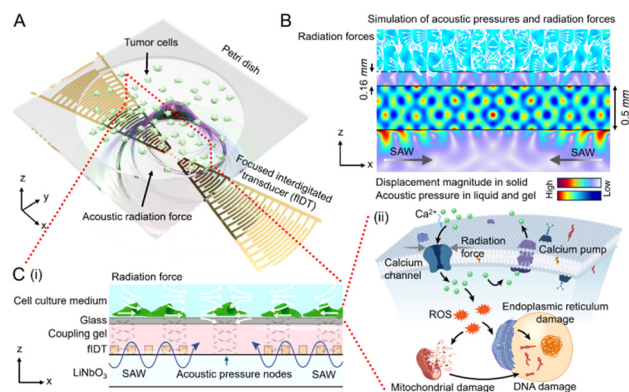 A
Tumor cells
Petri dish
Focused interdigitated
transducer (fIDT)
Acoustic radiation force
z
y
x
B
Simulation of acoustic pressures and radiation forces
Radiation forces
0.16 mm
0.5 mm
SAW
SAW
z
x
Displacement magnitude in solid
Acoustic pressure in liquid and gel
High
Low
C
(i)
Radiation force
Cell culture medium
Glass
Coupling gel
fIDT
LiNbO₃
SAW
Acoustic pressure nodes
SAW
z
x
(ii)
Ca²⁺
Radiation
force
Calcium pump
Calcium
channel
ROS
Endoplasmic reticulum
damage
Mitochondrial damage
DNA damage